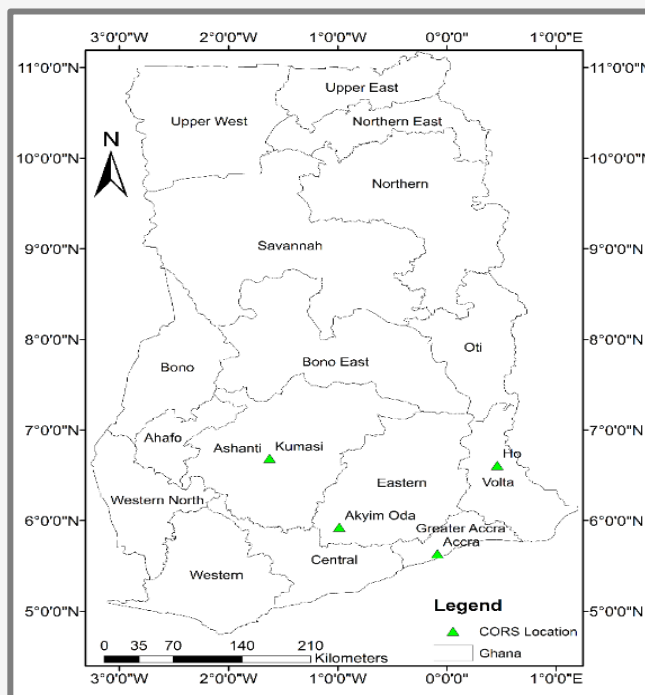 3°0'0"W 2°0'0"W 1°0'0"W 0°0'0" 1°0'0"E
11°0'0"N 11°0'0"N
Upper East
Upper West Northern East
N
10°0'0"N 10°0'0"N
Northern
9°0'0"N Savannah 9°0'0"N
8°0'0"N 8°0'0"N
Oti
Bono Bono East
7°0'0"N 7°0'0"N
Ahafo
Ashanti Kumasi Ho
Eastern Volta
Western North
6°0'0"N Akyim Oda 6°0'0"N
Greater Accra
Accra
Central
Western
5°0'0"N 5°0'0"N
Legend
CORS Location
Ghana
0 35 70 140 210
Kilometers
3°0'0"W 2°0'0"W 1°0'0"W 0°0'0" 1°0'0"E